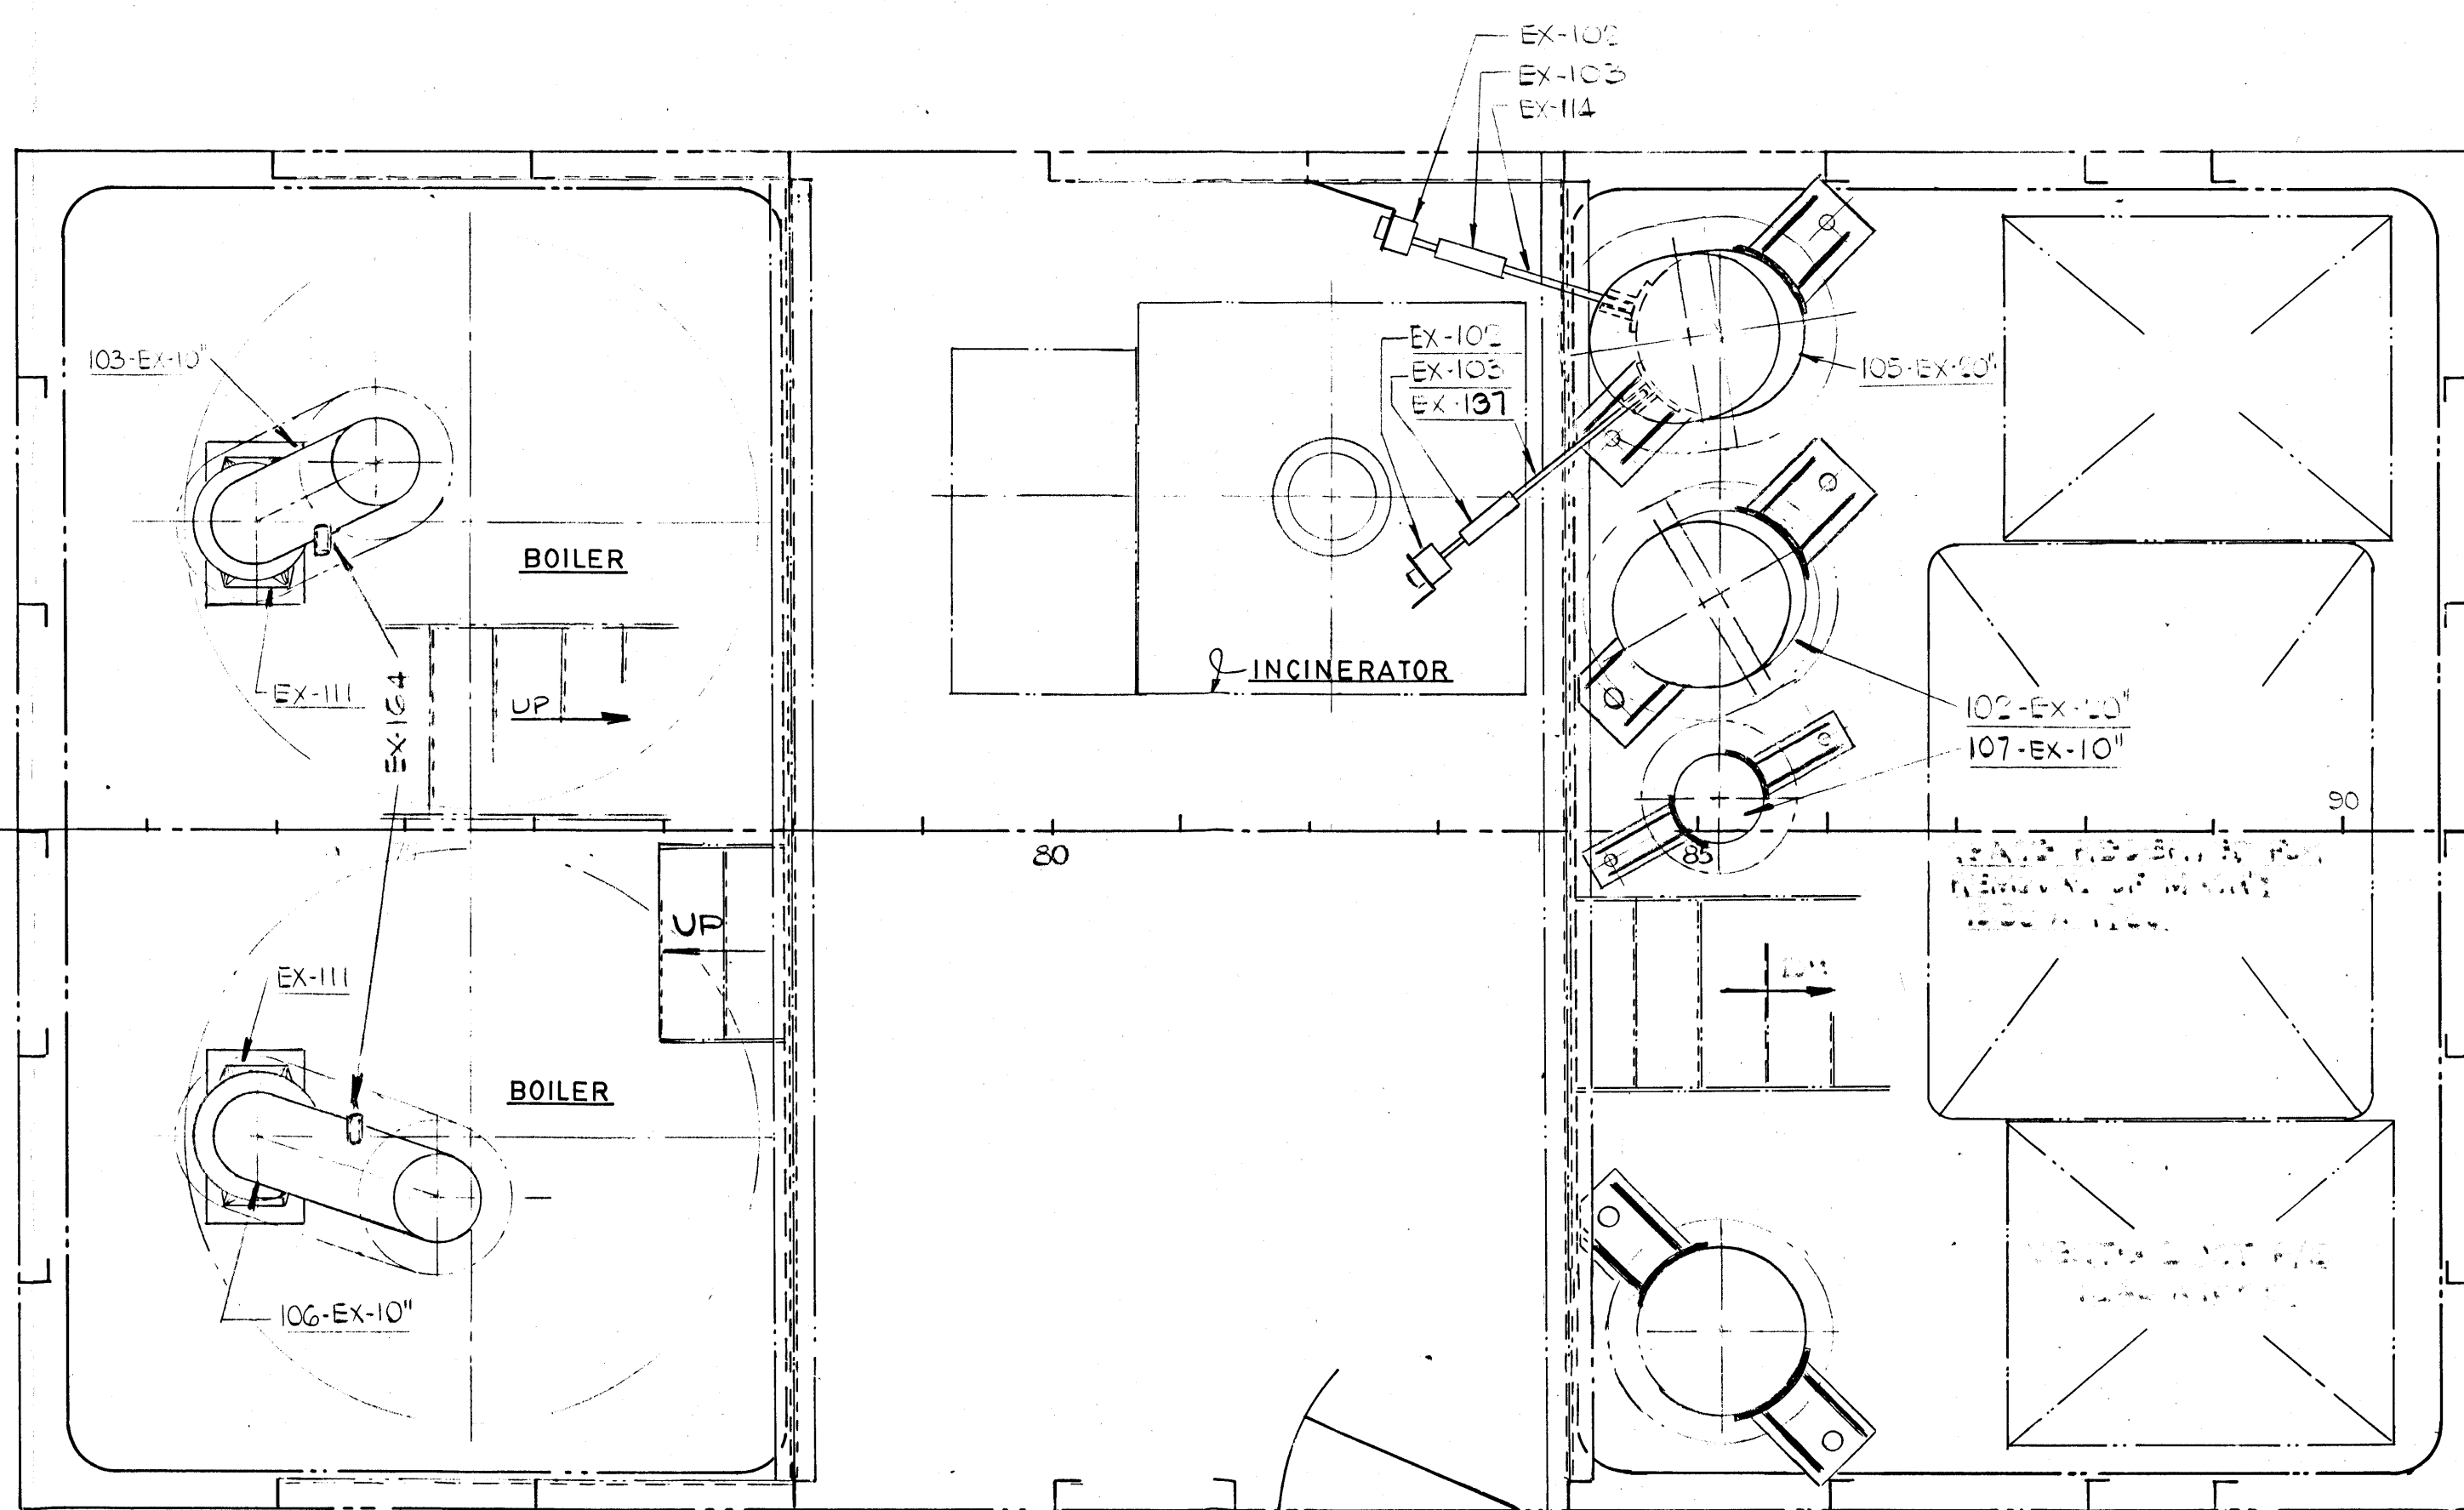 EX-102
EX-103
EX-114
103-EX-10"
EX-102
EX-103
EX-137
105-EX-20"
BOILER
INCINERATOR
EX-111
UP
EX-164
102-EX-20"
107-EX-10"
90
80
85
REMOVAL OF
UP
EX-111
BOILER
106-EX-10"